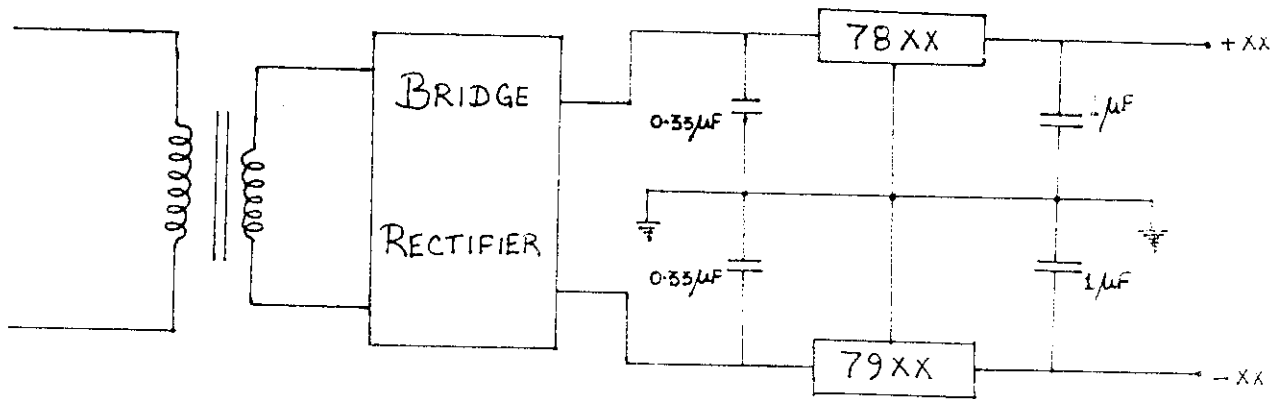 78XX
+XX
BRIDGE
0.33µF
µF
RECTIFIER
0.33µF
1µF
79XX
-XX